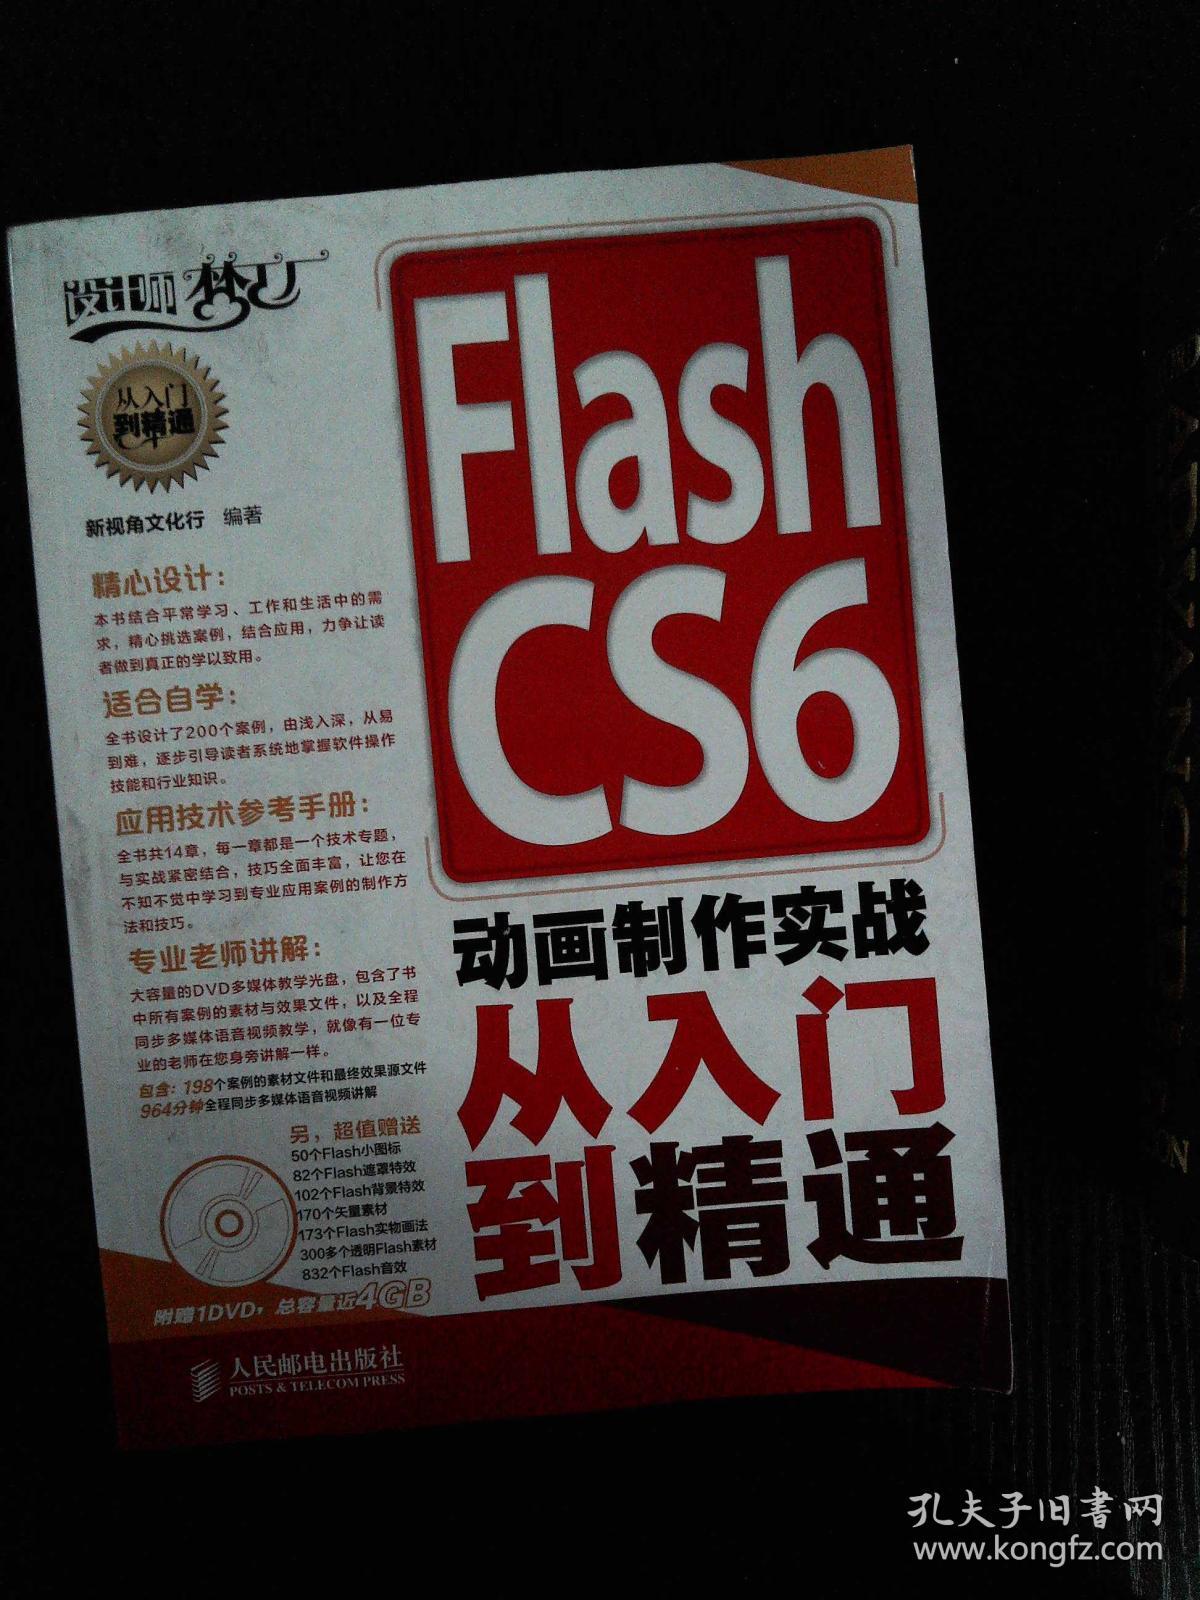 设计师梦工厂
从入门
到精通
新视角文化行 编著
Flash
CS6
动画制作实战
从入门
到精通
精心设计：
本书结合平常学习、工作和生活中的需
求，精心挑选案例，结合应用，力争让读
者做到真正的学以致用。
适合自学：
全书设计了200个案例，由浅入深，从易
到难，逐步引导读者系统地掌握软件操作
技能和行业知识。
应用技术参考手册：
全书共14章，每一章都是一个技术专题，
与实战紧密结合，技巧全面丰富，让您在
不知不觉中学习到专业应用案例的制作方
法和技巧。
专业老师讲解：
大容量的DVD多媒体教学光盘，包含了书
中所有案例的素材与效果文件，以及全程
同步多媒体语音视频教学，就像有一位专
业的老师在您身旁讲解一样。
包含：198个案例的素材文件和最终效果源文件
964分钟全程同步多媒体语音视频讲解
另，超值赠送
50个Flash小图标
82个Flash遮罩特效
102个Flash背景特效
170个矢量素材
173个Flash实物画法
300多个透明Flash素材
832个Flash音效
附赠1DVD，总容量近4GB
人民邮电出版社
POSTS & TELECOM PRESS
孔夫子旧书网
www.kongfz.com